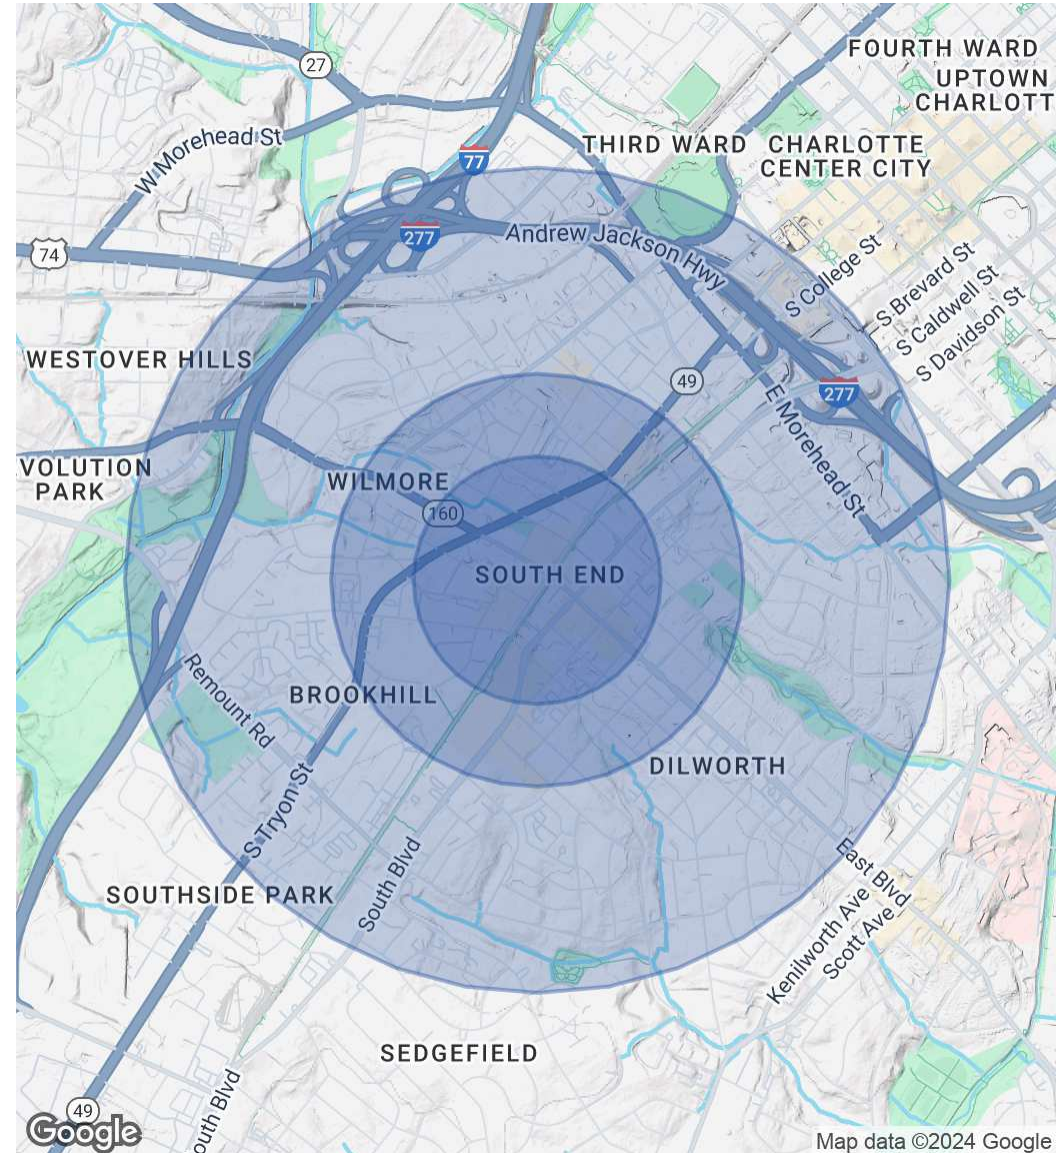 FOURTH WARD
27
UPTOWN
CHARLOTT
W Morehead St
THIRD WARD
CHARLOTTE
CENTER CITY
77
277
Andrew Jackson Hwy
74
S College St
S Brevard St
S Caldwell St
S Davidson St
WESTOVER HILLS
49
277
E Morehead St
VOLUTION
PARK
WILMORE
160
SOUTH END
Remount Rd
BROOKHILL
DILWORTH
S Tryon St
South Blvd
East Blvd
SOUTHSIDE PARK
Kenilworth Ave
Scott Ave
SEDGEFIELD
outh Blvd
49
Google
Map data ©2024 Google